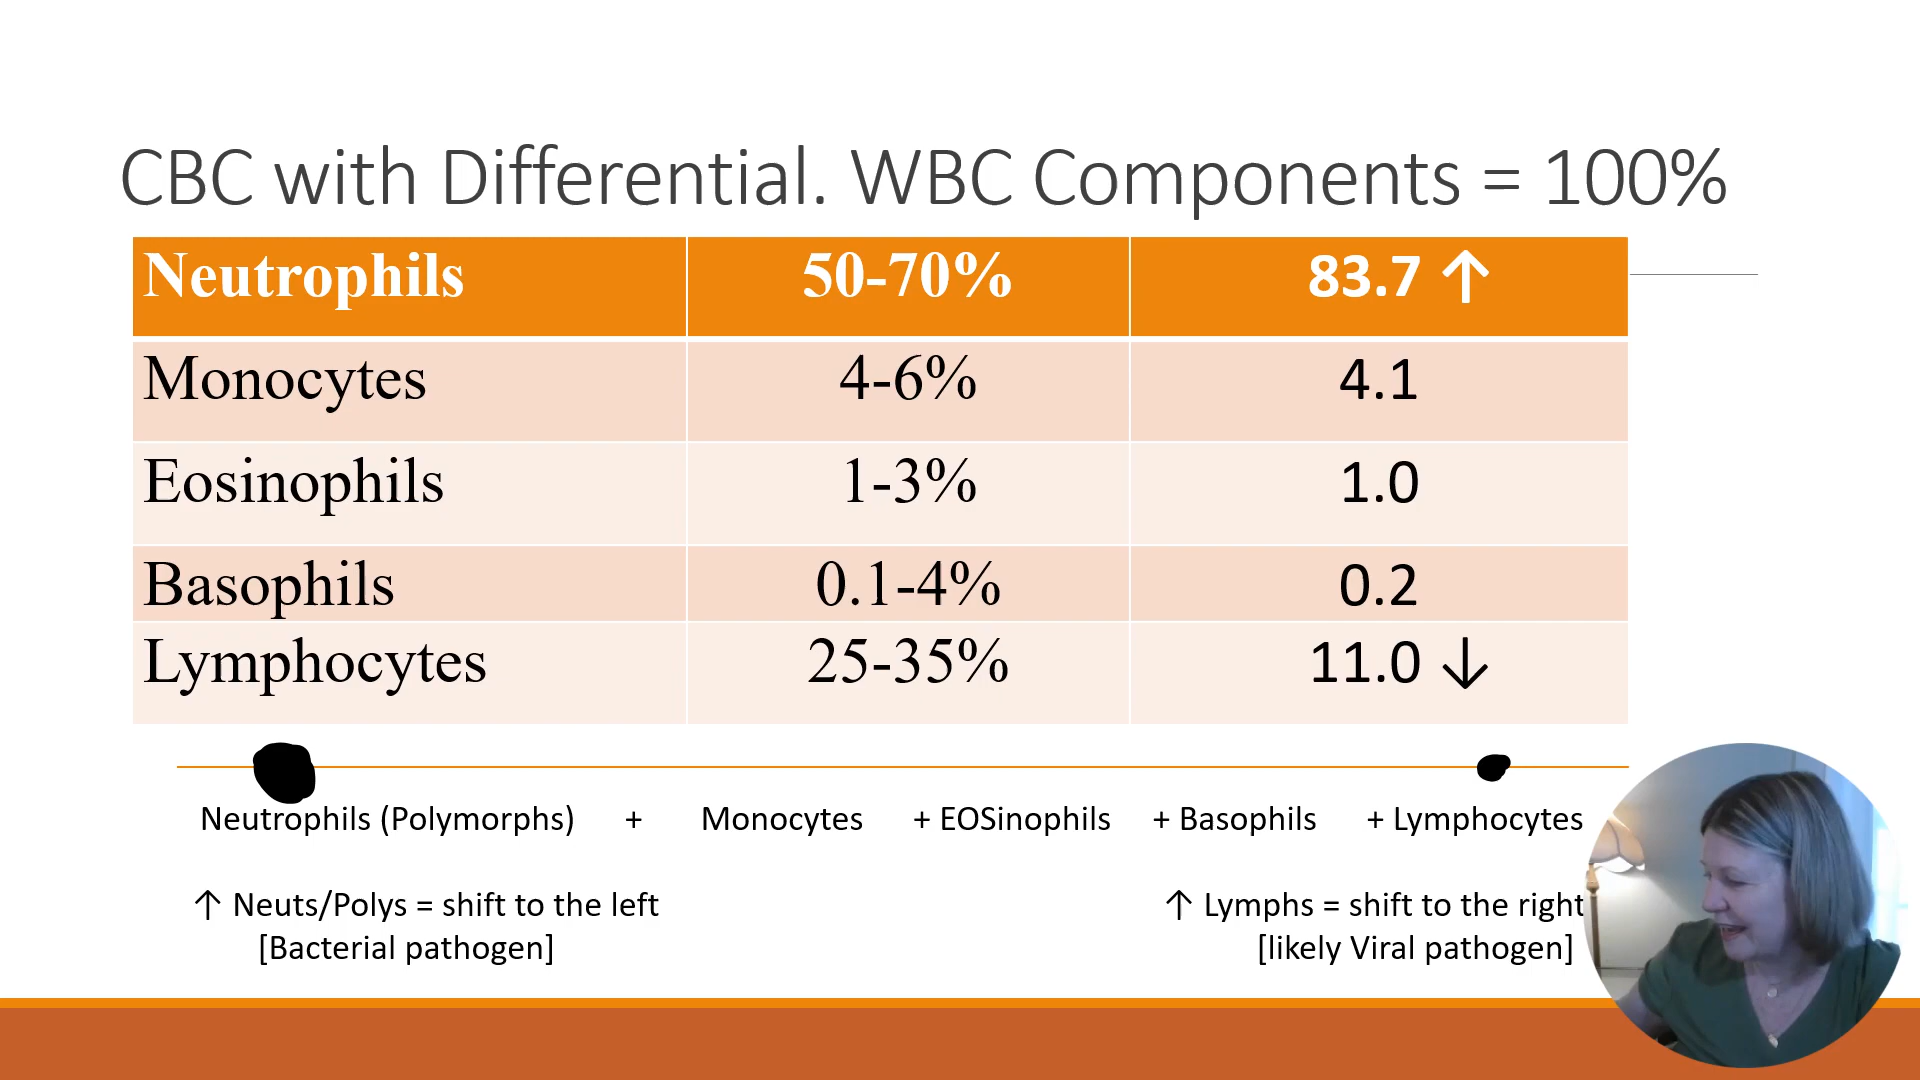 CBC with Differential. WBC Components = 100%
Neutrophils 50-70% 83.7 ↑
Monocytes 4-6% 4.1
Eosinophils 1-3% 1.0
Basophils 0.1-4% 0.2
Lymphocytes 25-35% 11.0 ↓
Neutrophils (Polymorphs) + Monocytes + EOSinophils + Basophils + Lymphocytes
↑ Neuts/Polys = shift to the left ↑ Lymphs = shift to the right
[Bacterial pathogen] [likely Viral pathogen]